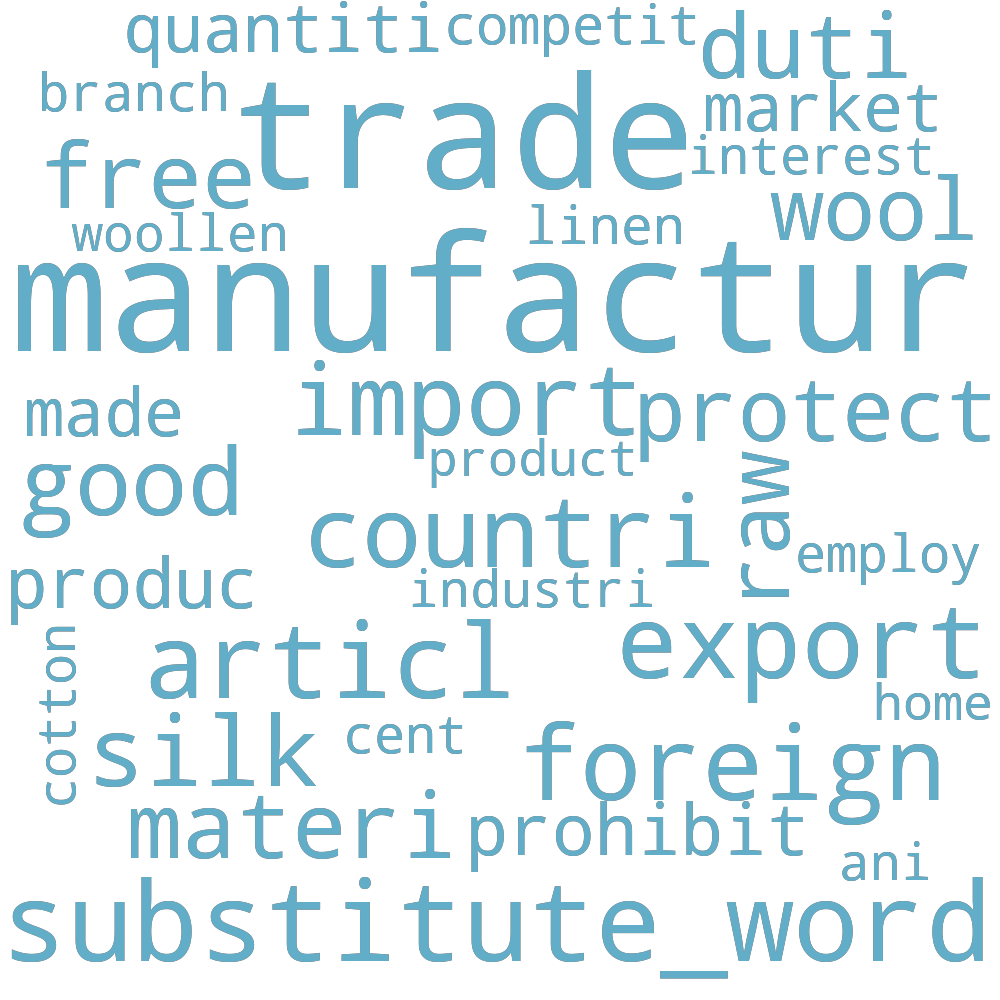 quantiti competit duti
branch trade market
free interest
woollen linen wool
manufactur
made import protect
good product raw
countri employ
produc industri
cotton articl export
home
silk cent foreign
materi prohibit
ani
substitute_word